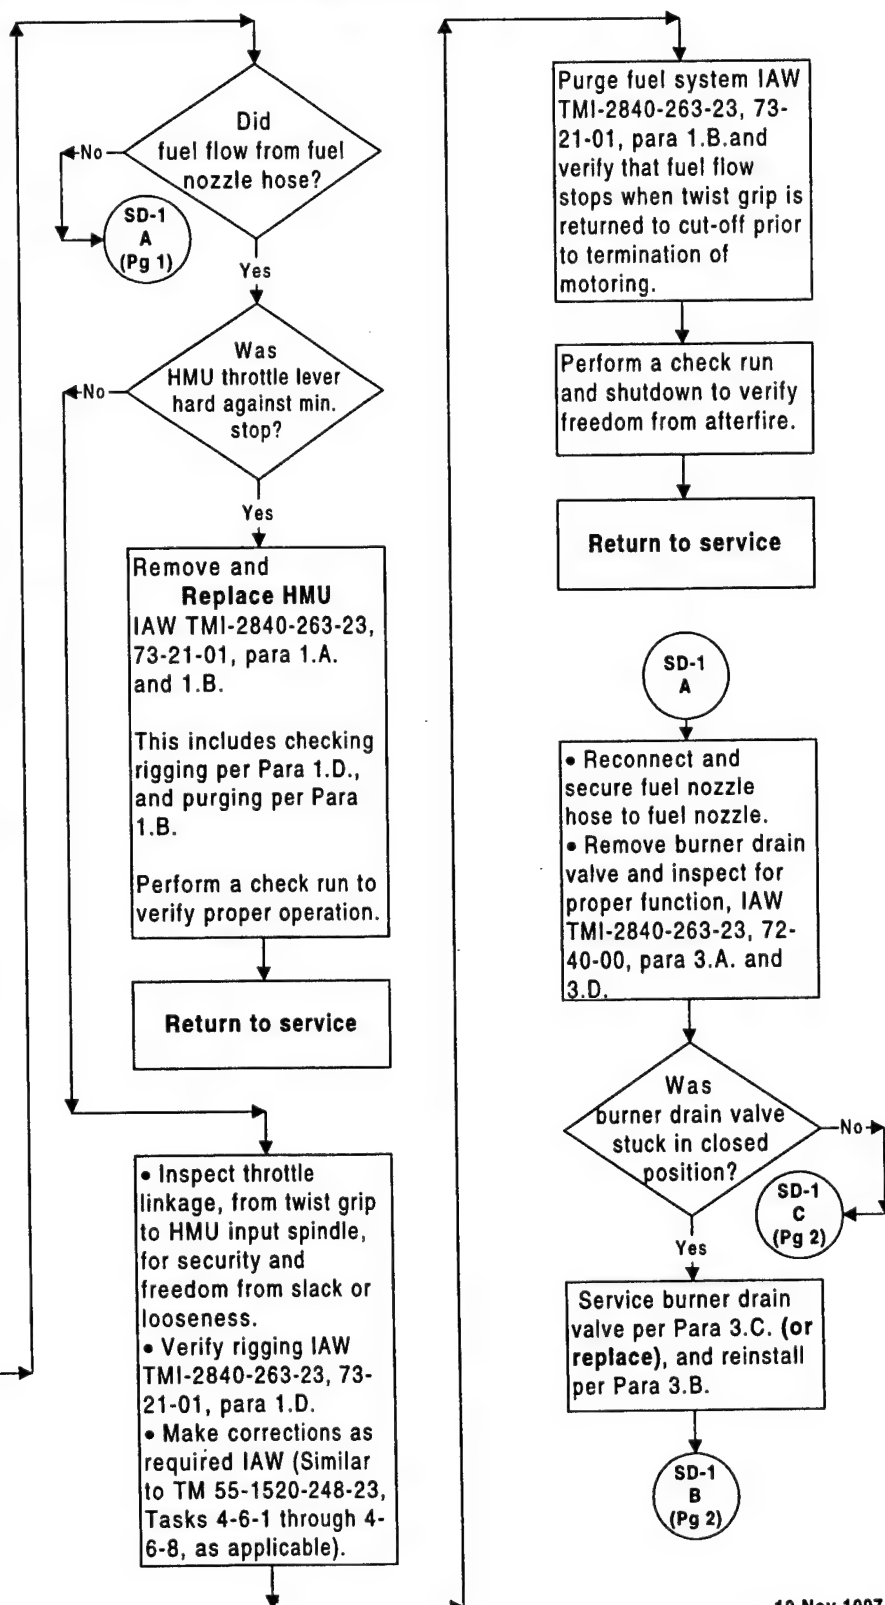 Did
fuel flow from fuel
nozzle hose?
No
SD-1
A
(Pg 1)
Yes
Was
HMU throttle lever
hard against min.
stop?
No
Yes
Remove and
Replace HMU
IAW TMI-2840-263-23,
73-21-01, para 1.A.
and 1.B.
This includes checking
rigging per Para 1.D.,
and purging per Para
1.B.
Perform a check run to
verify proper operation.
Return to service
• Inspect throttle
linkage, from twist grip
to HMU input spindle,
for security and
freedom from slack or
looseness.
• Verify rigging IAW
TMI-2840-263-23, 73-
21-01, para 1.D.
• Make corrections as
required IAW (Similar
to TM 55-1520-248-23,
Tasks 4-6-1 through 4-
6-8, as applicable).
Purge fuel system IAW
TMI-2840-263-23, 73-
21-01, para 1.B.and
verify that fuel flow
stops when twist grip is
returned to cut-off prior
to termination of
motoring.
Perform a check run
and shutdown to verify
freedom from afterfire.
Return to service
SD-1
A
• Reconnect and
secure fuel nozzle
hose to fuel nozzle.
• Remove burner drain
valve and inspect for
proper function, IAW
TMI-2840-263-23, 72-
40-00, para 3.A. and
3.D.
Was
burner drain valve
stuck in closed
position?
No
SD-1
C
(Pg 2)
Yes
Service burner drain
valve per Para 3.C. (or
replace), and reinstall
per Para 3.B.
SD-1
B
(Pg 2)